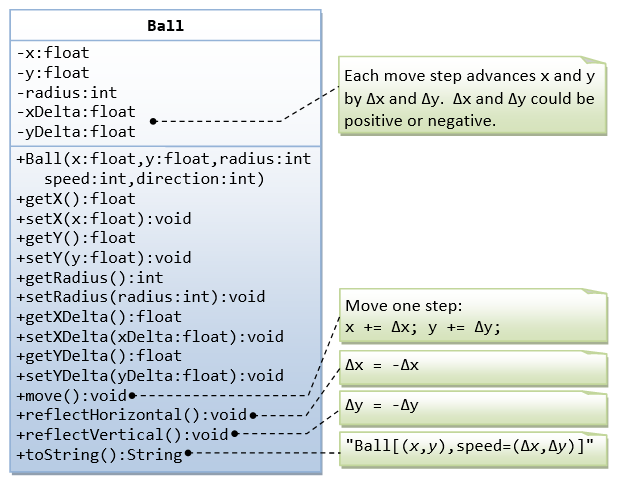 Ball
-x:float
-y:float
-radius:int
-xDelta:float
-yDelta:float
Each move step advances x and y
by Δx and Δy. Δx and Δy could be
positive or negative.
+Ball(x:float,y:float,radius:int
speed:int,direction:int)
+getX():float
+setX(x:float):void
+getY():float
+setY(y:float):void
+getRadius():int
+setRadius(radius:int):void
+getXDelta():float
+setXDelta(xDelta:float):void
+getYDelta():float
+setYDelta(yDelta:float):void
+move():void
+reflectHorizontal():void
+reflectVertical():void
+toString():String
Move one step:
x += Δx; y += Δy;
Δx = -Δx
Δy = -Δy
"Ball[(x,y),speed=(Δx,Δy)]"